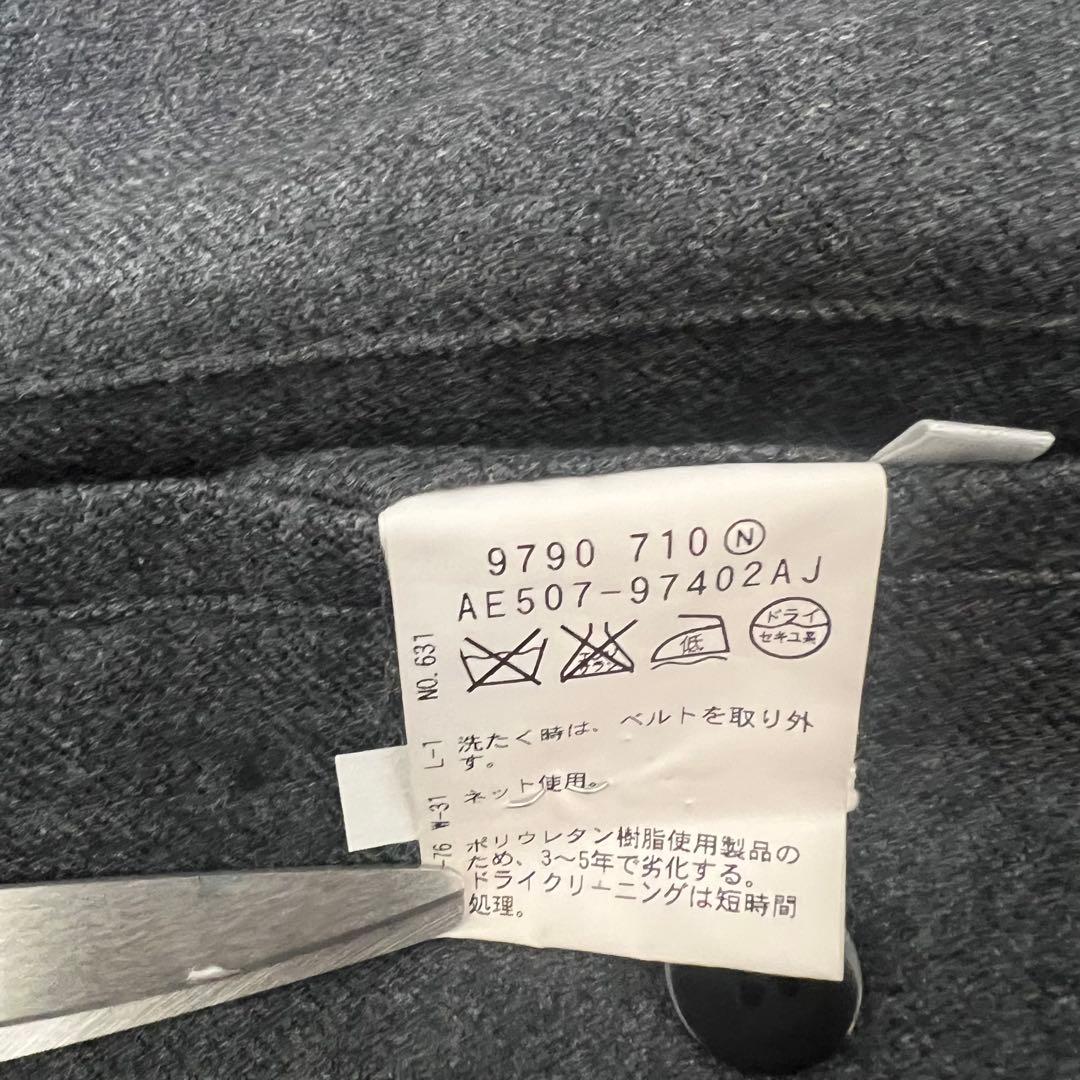 9790 710 Ⓝ
AE507-97402AJ
低
ドライ
セキユ系
洗たく時は。ベルトを取り外
す。
ネット使用。
ポリウレタン樹脂使用製品の
ため、3〜5年で劣化する。
ドライクリーニングは短時間
処理。
NO.631
L-1
-76 W-31